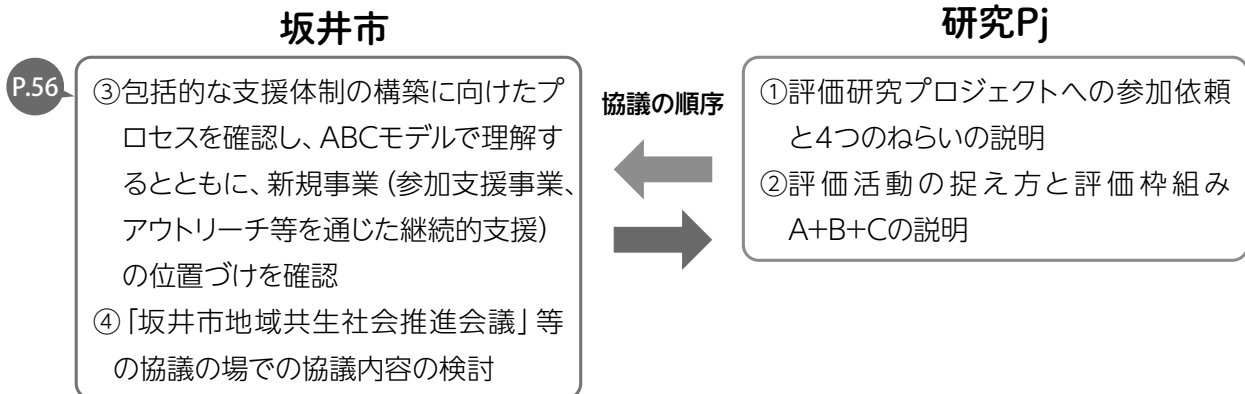 坂井市
P.56
③包括的な支援体制の構築に向けたプ
ロセスを確認し、ABCモデルで理解す
るとともに、新規事業（参加支援事業、
アウトリーチ等を通じた継続的支援）
の位置づけを確認
④「坂井市地域共生社会推進会議」等
の協議の場での協議内容の検討
協議の順序
研究Pj
①評価研究プロジェクトへの参加依頼
と4つのねらいの説明
②評価活動の捉え方と評価枠組み
A+B+Cの説明